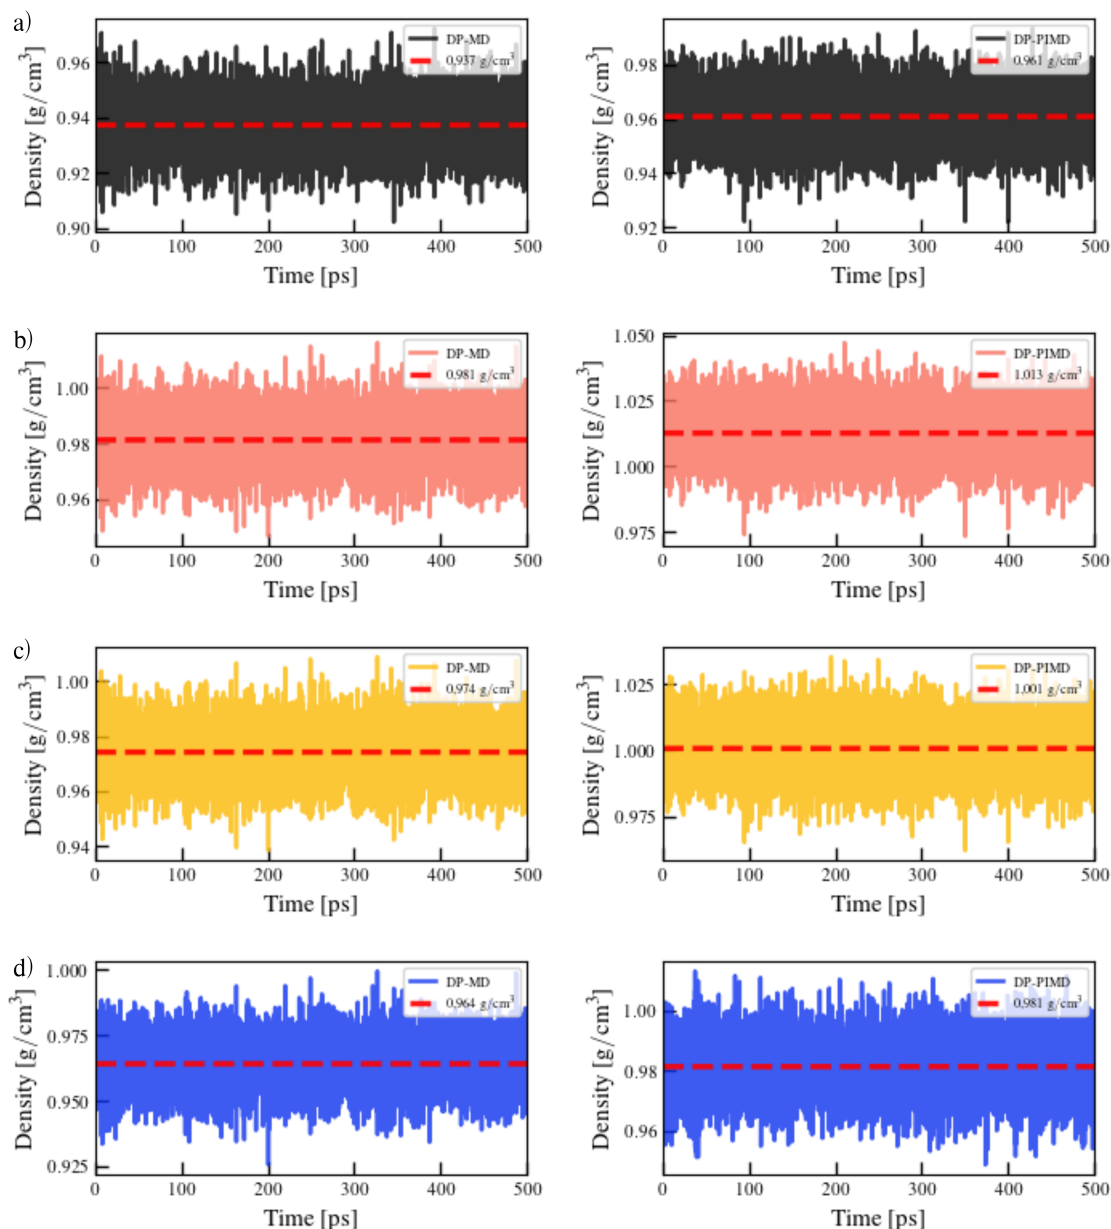 a)
Density [g/cm³]
0.96
0.94
0.92
0.90
DP-MD
0.937 g/cm³
0 100 200 300 400 500
Time [ps]
Density [g/cm³]
0.98
0.96
0.94
0.92
DP-PIMD
0.961 g/cm³
0 100 200 300 400 500
Time [ps]
b)
Density [g/cm³]
1.00
0.98
0.96
DP-MD
0.981 g/cm³
0 100 200 300 400 500
Time [ps]
Density [g/cm³]
1.050
1.025
1.000
0.975
DP-PIMD
1.013 g/cm³
0 100 200 300 400 500
Time [ps]
c)
Density [g/cm³]
1.00
0.98
0.96
0.94
DP-MD
0.974 g/cm³
0 100 200 300 400 500
Time [ps]
Density [g/cm³]
1.025
1.000
0.975
DP-PIMD
1.001 g/cm³
0 100 200 300 400 500
Time [ps]
d)
Density [g/cm³]
1.000
0.975
0.950
0.925
DP-MD
0.964 g/cm³
0 100 200 300 400 500
Time [ps]
Density [g/cm³]
1.00
0.98
0.96
DP-PIMD
0.981 g/cm³
0 100 200 300 400 500
Time [ps]